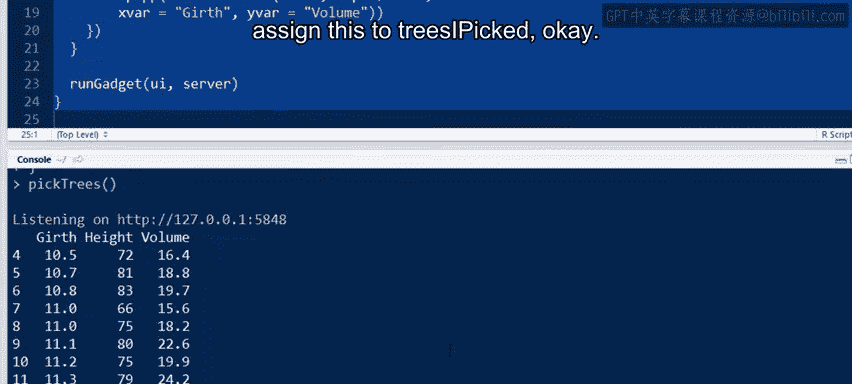 19 xvar = "Girth", yvar = "Volume"))
GPT中英字幕课程资源@bilibili.com
assign this to treesIPicked, okay.
20 })
21 }
22
23 runGadget(ui, server)
24 }
25
25:1 (Top Level) R Script
Console ~/
> pickTrees()
Listening on http://127.0.0.1:5848
Girth Height Volume
4 10.5 72 16.4
5 10.7 81 18.8
6 10.8 83 19.7
7 11.0 66 15.6
8 11.0 75 18.2
9 11.1 80 22.6
10 11.2 75 19.9
11 11.3 79 24.2